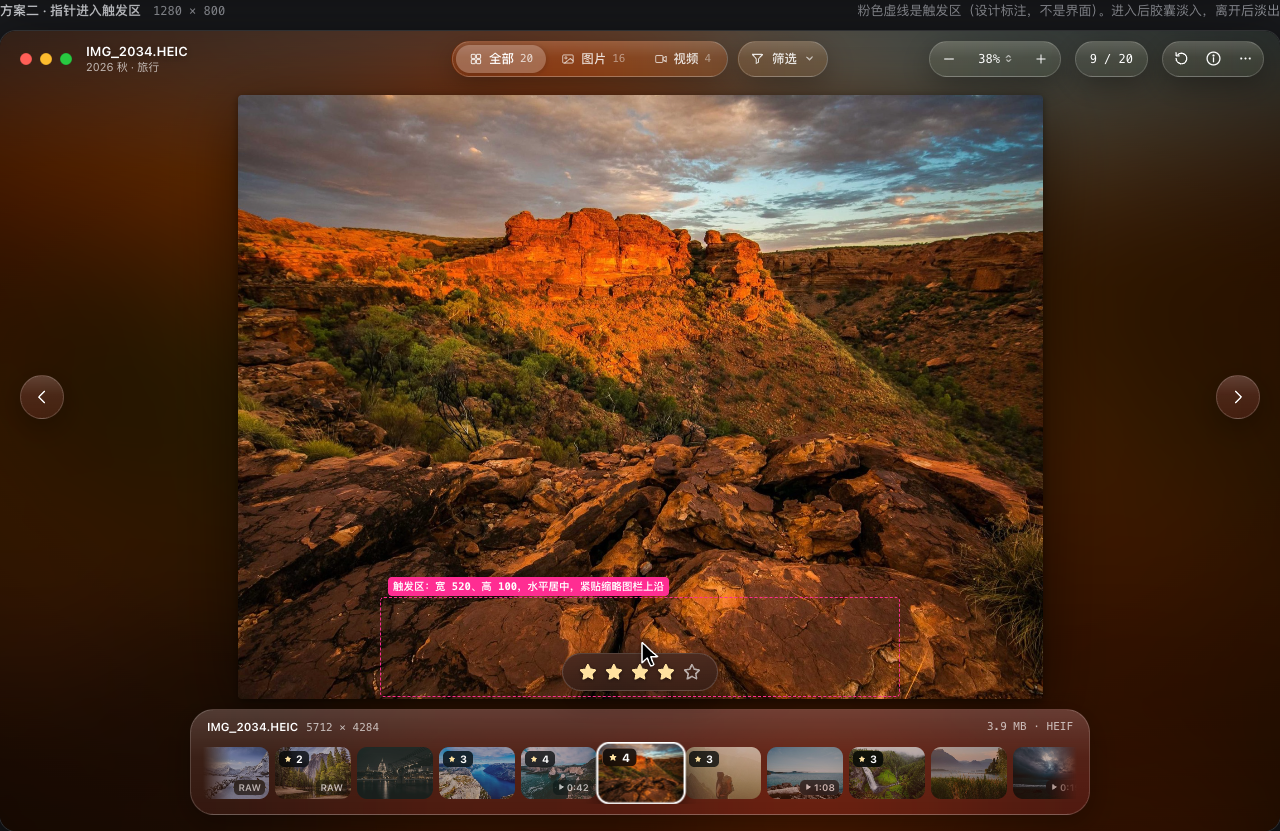 方案二 · 指针进入触发区 1280 × 800
粉色虚线是触发区（设计标注，不是界面）。进入后胶囊淡入，离开后淡出
IMG_2034.HEIC
2026 秋 · 旅行
全部 20
图片 16
视频 4
筛选
38%
9 / 20
触发区：宽 520、高 100，水平居中，紧贴缩略图栏上沿
IMG_2034.HEIC 5712 × 4284
3.9 MB · HEIF
RAW
2
RAW
3
4
0:42
4
3
1:08
3